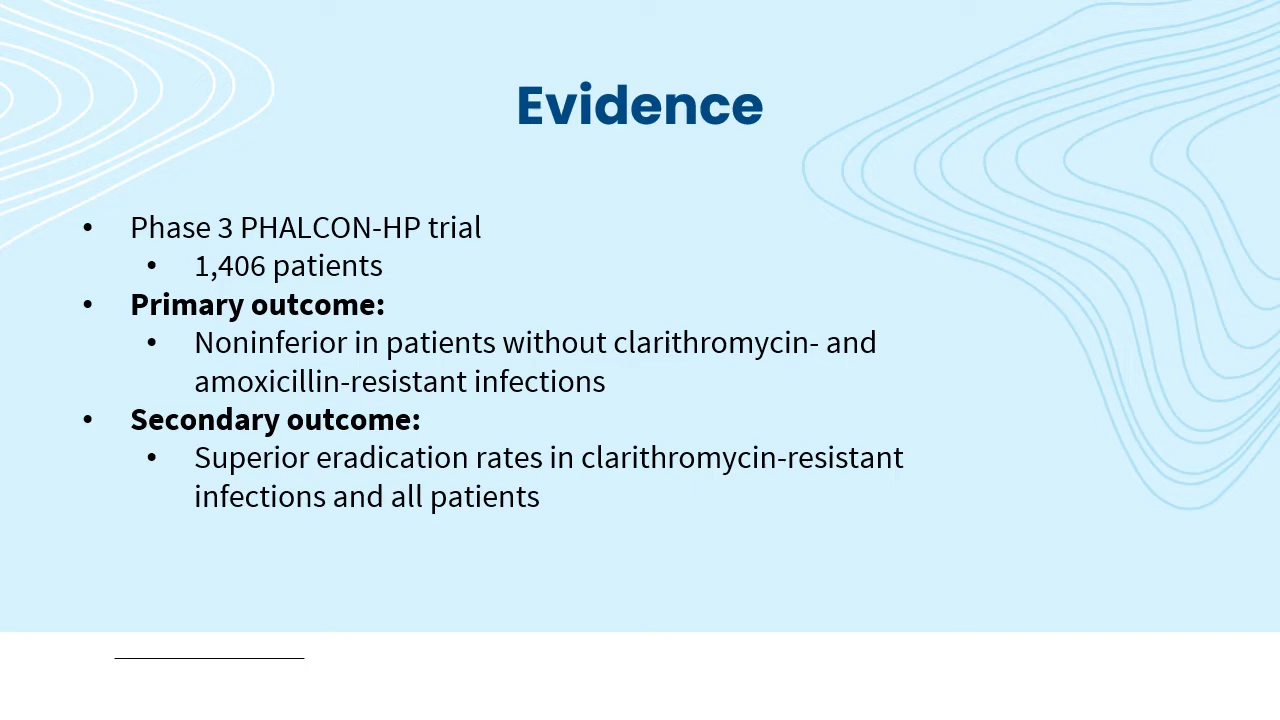 Evidence
• Phase 3 PHALCON-HP trial
• 1,406 patients
• Primary outcome:
• Noninferior in patients without clarithromycin- and
amoxicillin-resistant infections
• Secondary outcome:
• Superior eradication rates in clarithromycin-resistant
infections and all patients